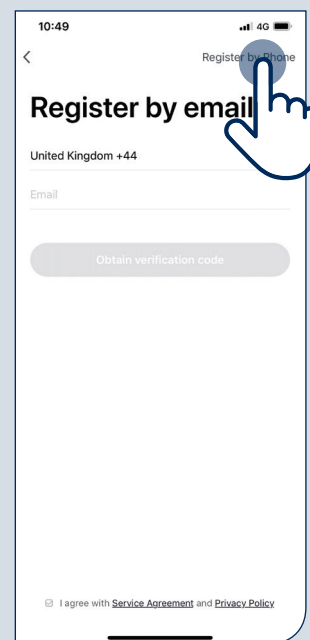 10:49
4G
Register by Phone
Register by email
United Kingdom +44
Email
Obtain verification code
I agree with Service Agreement and Privacy Policy